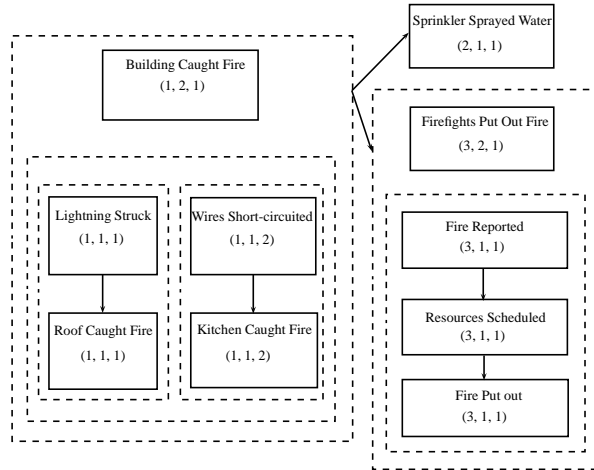 Building Caught Fire
(1, 2, 1)
Lightning Struck
(1, 1, 1)
Roof Caught Fire
(1, 1, 1)
Wires Short-circuited
(1, 1, 2)
Kitchen Caught Fire
(1, 1, 2)
Sprinkler Sprayed Water
(2, 1, 1)
Firefights Put Out Fire
(3, 2, 1)
Fire Reported
(3, 1, 1)
Resources Scheduled
(3, 1, 1)
Fire Put out
(3, 1, 1)